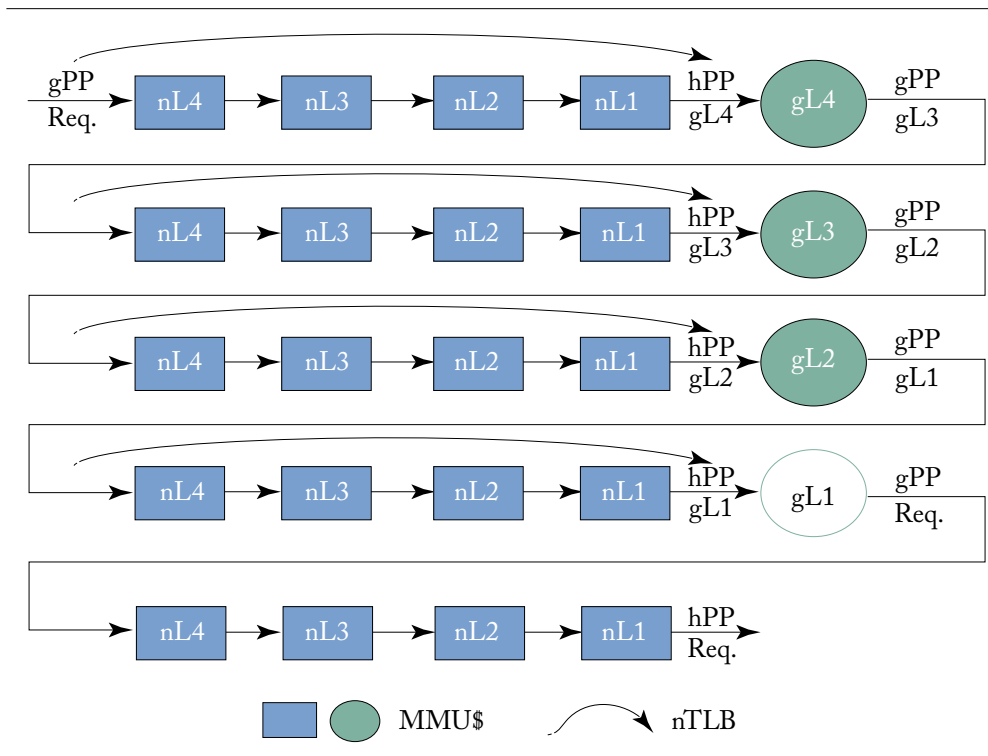 gPP hPP gPP
nL4 nL3 nL2 nL1 gL4
Req. gL4 gL3
hPP gPP
nL4 nL3 nL2 nL1 gL3
gL3 gL2
hPP gPP
nL4 nL3 nL2 nL1 gL2
gL2 gL1
hPP gPP
nL4 nL3 nL2 nL1 gL1
gL1 Req.
hPP
nL4 nL3 nL2 nL1
Req.
MMU$ nTLB